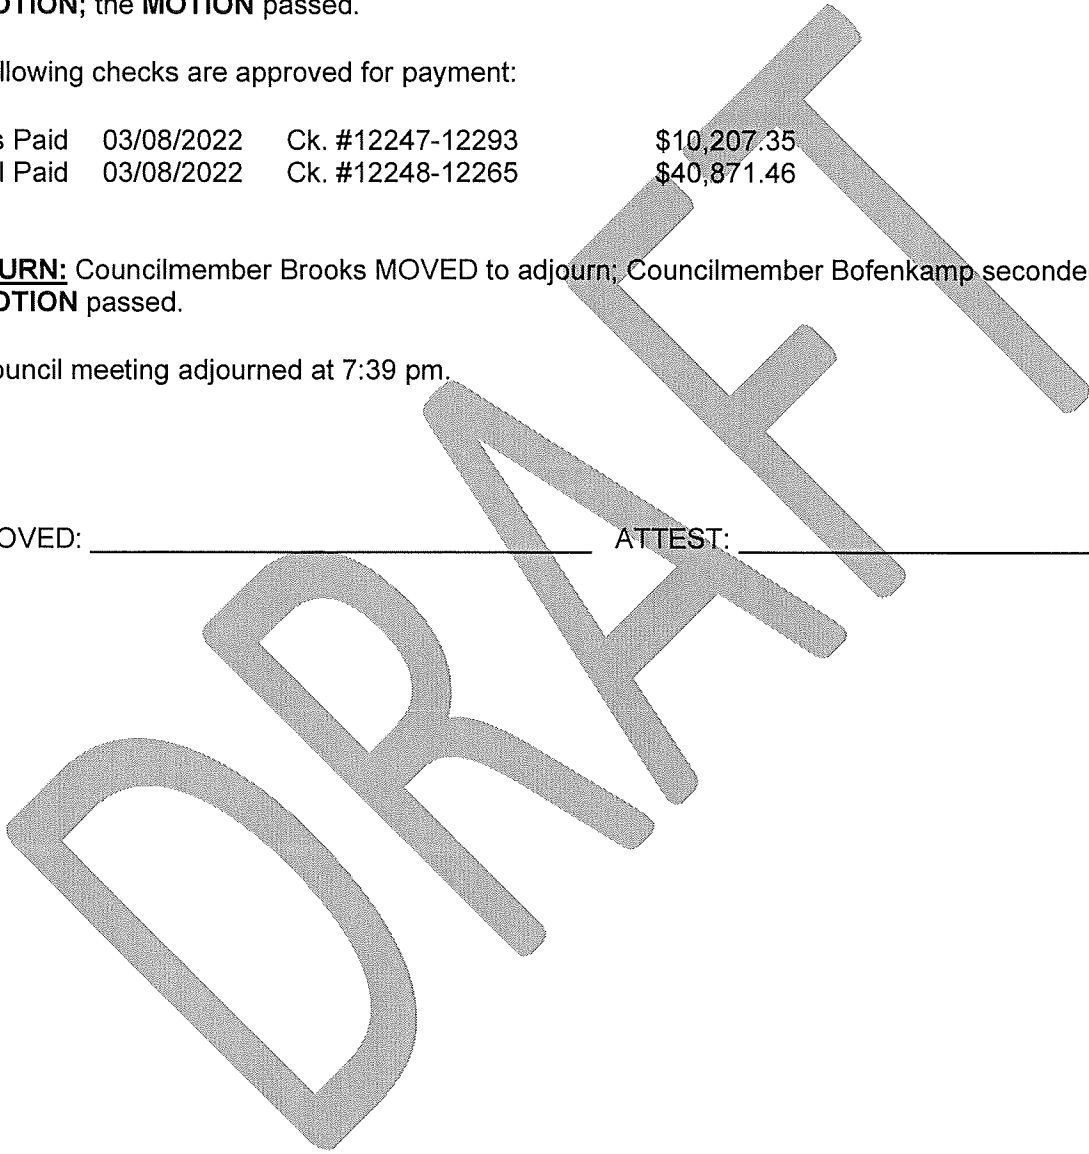 OTION; the MOTION passed.
llowing checks are approved for payment:
s Paid 03/08/2022 Ck. #12247-12293 $10,207.35
l Paid 03/08/2022 Ck. #12248-12265 $40,871.46
URN: Councilmember Brooks MOVED to adjourn; Councilmember Bofenkamp seconde
OTION passed.
ouncil meeting adjourned at 7:39 pm.
OVED: ATTEST:
DRAFT